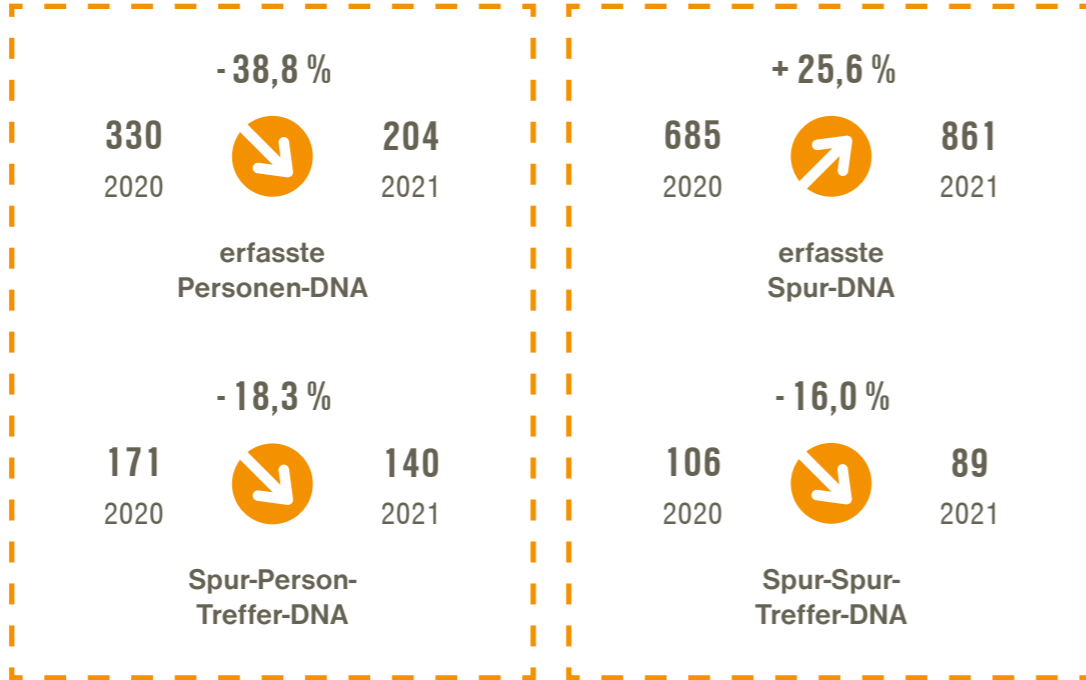 - 38,8 %
330
204
2020
2021
erfasste
Personen-DNA
- 18,3 %
171
140
2020
2021
Spur-Person-
Treffer-DNA
+ 25,6 %
685
861
2020
2021
erfasste
Spur-DNA
- 16,0 %
106
89
2020
2021
Spur-Spur-
Treffer-DNA